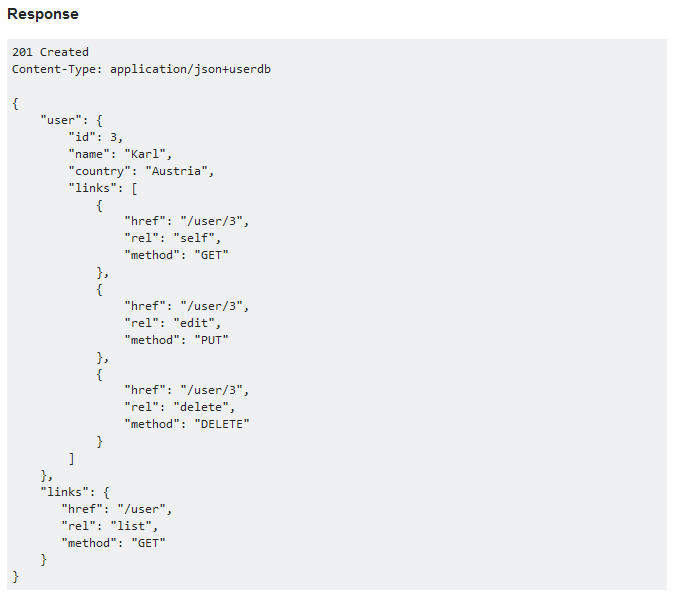 Response
201 Created
Content-Type: application/json+userdb
{
    "user": {
        "id": 3,
        "name": "Karl",
        "country": "Austria",
        "links": [
            {
                "href": "/user/3",
                "rel": "self",
                "method": "GET"
            },
            {
                "href": "/user/3",
                "rel": "edit",
                "method": "PUT"
            },
            {
                "href": "/user/3",
                "rel": "delete",
                "method": "DELETE"
            }
        ]
    },
    "links": {
       "href": "/user",
       "rel": "list",
       "method": "GET"
    }
}